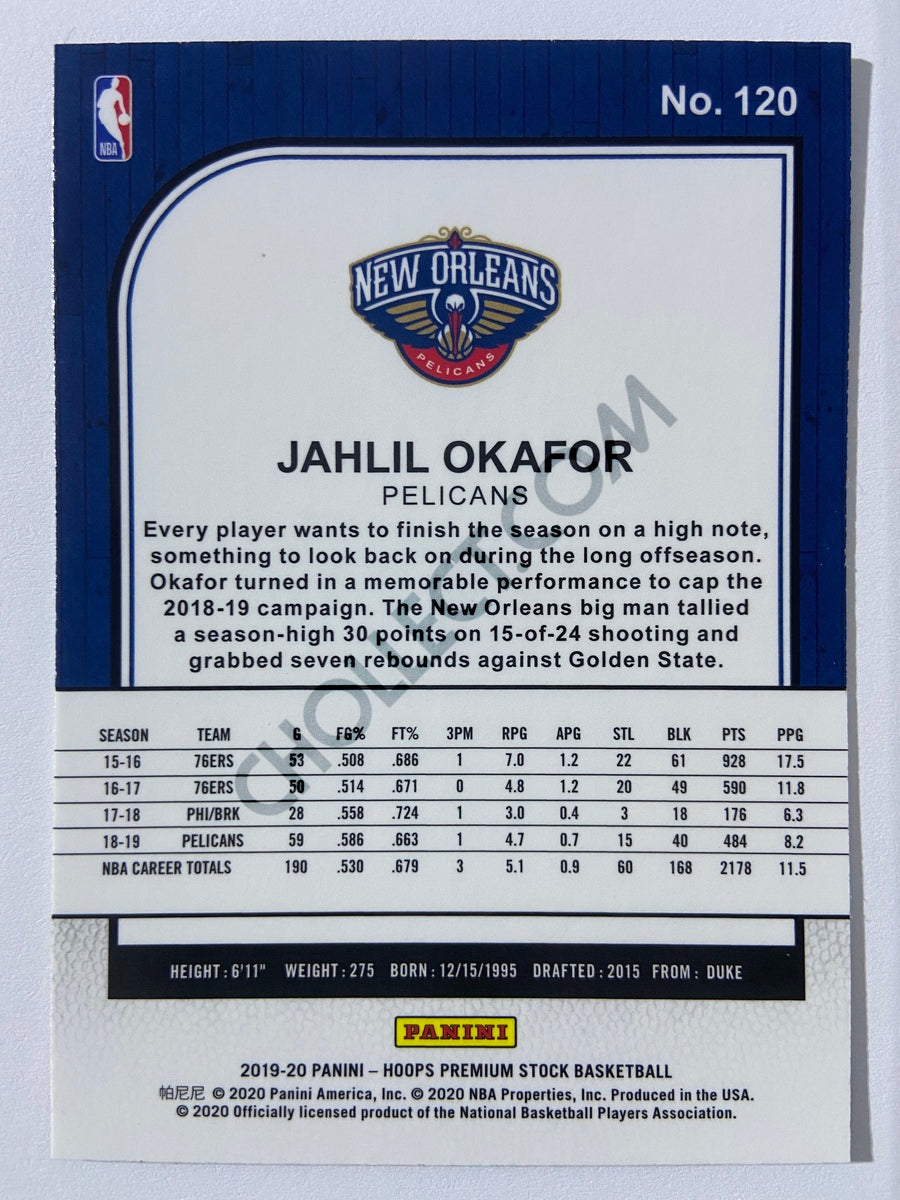 No. 120
NBA
NEW ORLEANS
PELICANS
JAHLIL OKAFOR
PELICANS
Every player wants to finish the season on a high note,
something to look back on during the long offseason.
Okafor turned in a memorable performance to cap the
2018-19 campaign. The New Orleans big man tallied
a season-high 30 points on 15-of-24 shooting and
grabbed seven rebounds against Golden State.
CHOLLECT.COM
SEASON TEAM G FG% FT% 3PM RPG APG STL BLK PTS PPG
15-16 76ERS 53 .508 .686 1 7.0 1.2 22 61 928 17.5
16-17 76ERS 50 .514 .671 0 4.8 1.2 20 49 590 11.8
17-18 PHI/BRK 28 .558 .724 1 3.0 0.4 3 18 176 6.3
18-19 PELICANS 59 .586 .663 1 4.7 0.7 15 40 484 8.2
NBA CAREER TOTALS 190 .530 .679 3 5.1 0.9 60 168 2178 11.5
HEIGHT: 6'11" WEIGHT: 275 BORN: 12/15/1995 DRAFTED: 2015 FROM: DUKE
PANINI
2019-20 PANINI – HOOPS PREMIUM STOCK BASKETBALL
帕尼尼 © 2020 Panini America, Inc. © 2020 NBA Properties, Inc. Produced in the USA.
© 2020 Officially licensed product of the National Basketball Players Association.